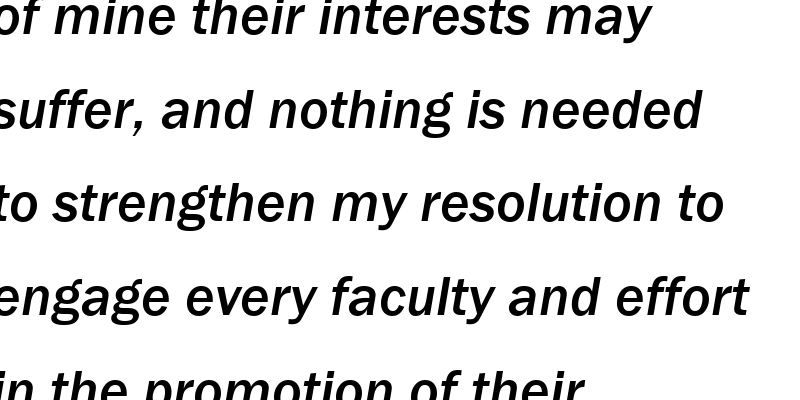 of mine their interests may
suffer, and nothing is needed
to strengthen my resolution to
engage every faculty and effort
in the promotion of their